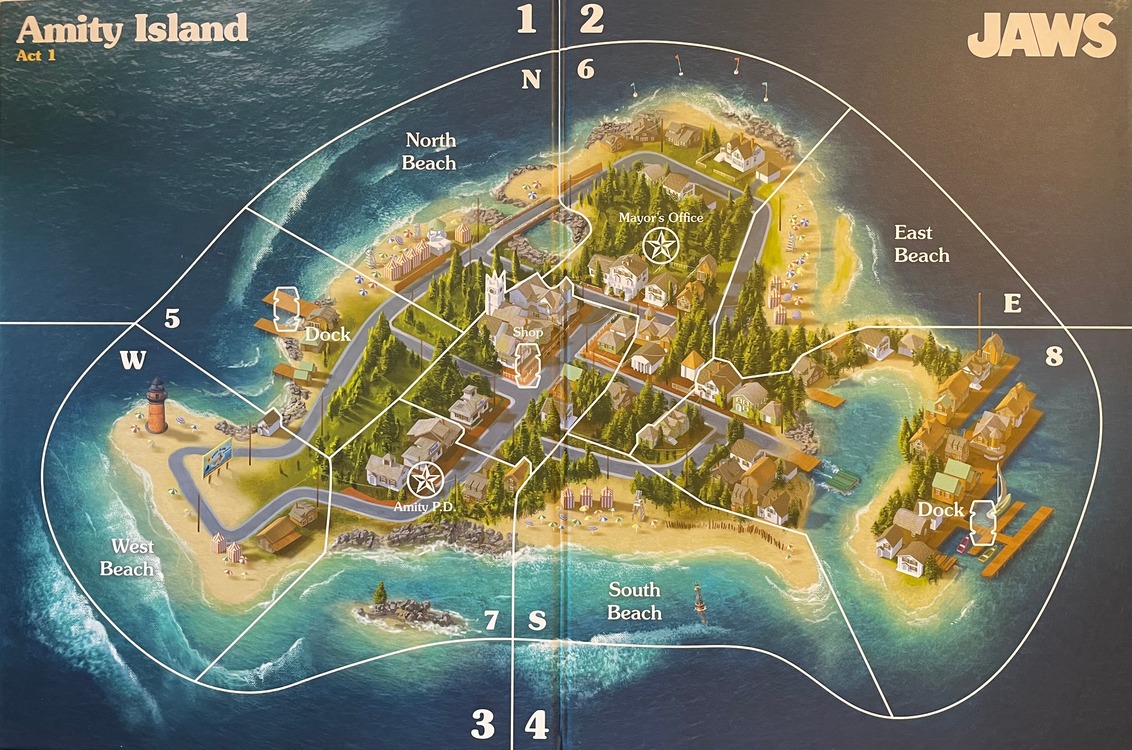 Amity Island
Act 1
1 2
JAWS
N 6
North
Beach
Mayor's Office
East
Beach
5
Dock
E
W
Shop
8
Amity P.D.
Dock
West
Beach
South
Beach
7 S
3 4